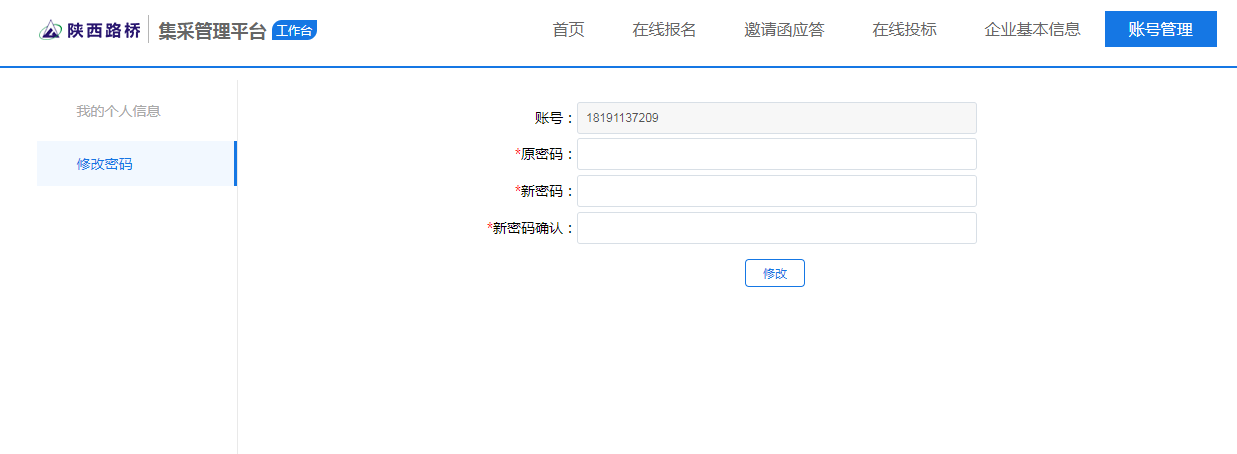 陕西路桥 集采管理平台 工作台 首页 在线报名 邀请函应答 在线投标 企业基本信息 账号管理
我的个人信息
修改密码
账号： 18191137209
*原密码：
*新密码：
*新密码确认：
修改